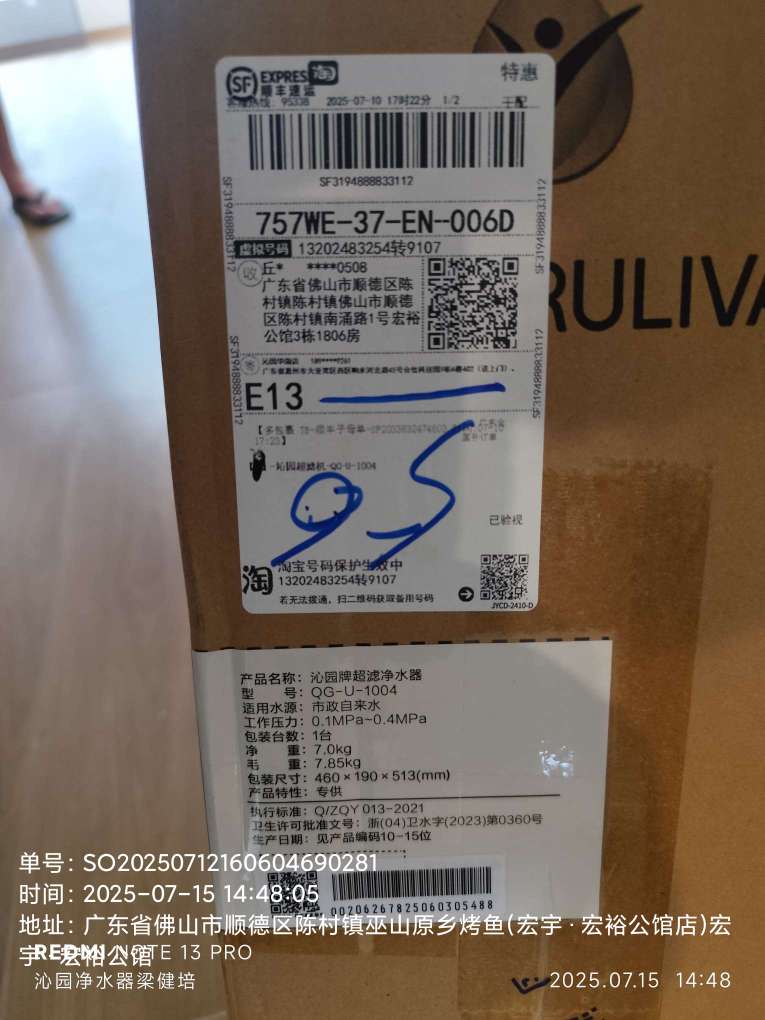 SF EXPRESS 淘
顺丰速运
特惠
客服热线: 95338 2025-07-10 17时22分 1/2
SF3194888833112
757WE-37-EN-006D
虚拟号码 13202483254转9107
收 丘* ****0508
广东省佛山市顺德区陈
村镇陈村镇佛山市顺德
区陈村镇南涌路1号宏裕
公馆3栋1806房
SF3194888833112
SF3194888833112
SF3194888833112
SF3194888833112
RULIVA
E13
95
-沁园超滤机-QG-U-1004
已验视
淘 淘宝号码保护生效中
13202483254转9107
若无法拨通，扫二维码获取备用号码
JYCD-2410-D
产品名称: 沁园牌超滤净水器
型 号: QG-U-1004
适用水源: 市政自来水
工作压力: 0.1MPa~0.4MPa
包装台数: 1台
净 重: 7.0kg
毛 重: 7.85kg
包装尺寸: 460×190×513(mm)
产品特性: 专供
执行标准: Q/ZQY 013-2021
卫生许可批准文号: 浙(04)卫水字(2023)第0360号
生产日期: 见产品编码10-15位
00206267825060305488
单号: SO20250712160604690281
时间: 2025-07-15 14:48:05
地址: 广东省佛山市顺德区陈村镇巫山原乡烤鱼(宏宇·宏裕公馆店)宏
宇·宏裕公馆
REDMI NOTE 13 PRO
沁园净水器梁健培
2025.07.15 14:48